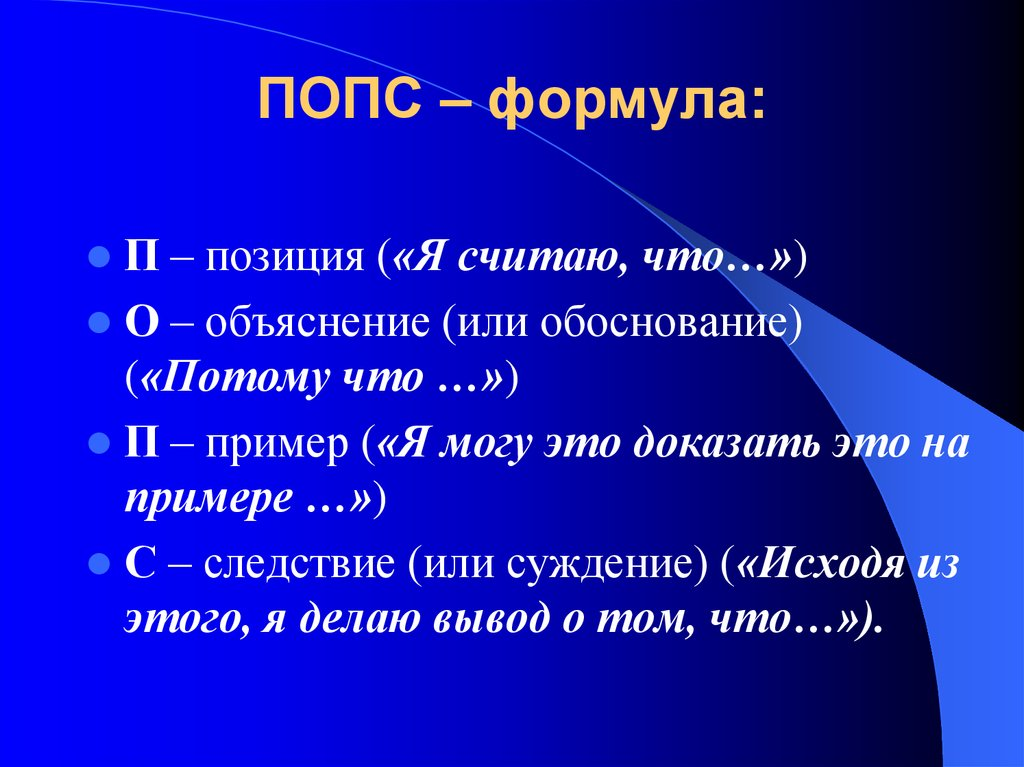 ПОПС – формула:
П – позиция («Я считаю, что…»)
О – объяснение (или обоснование)
(«Потому что …»)
П – пример («Я могу это доказать это на
примере …»)
С – следствие (или суждение) («Исходя из
этого, я делаю вывод о том, что…»).